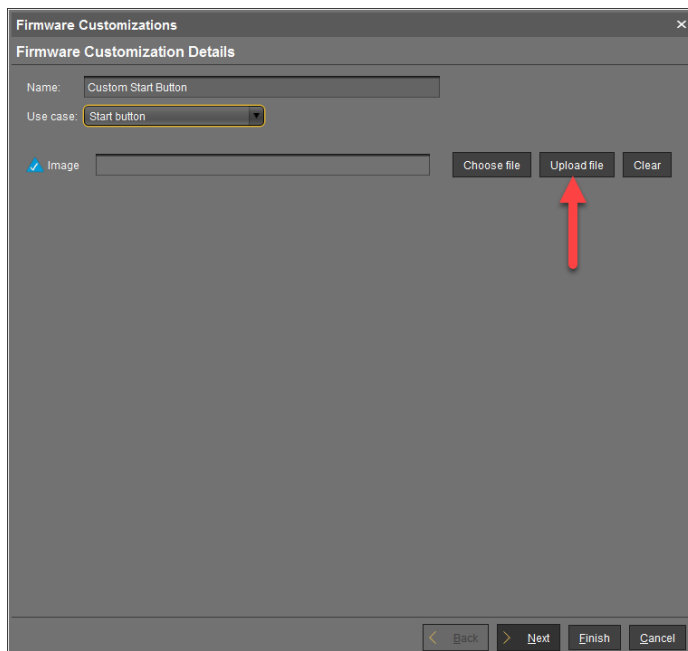 Firmware Customizations
Firmware Customization Details
Name: Custom Start Button
Use case: Start button
Image Choose file Upload file Clear
Back Next Finish Cancel